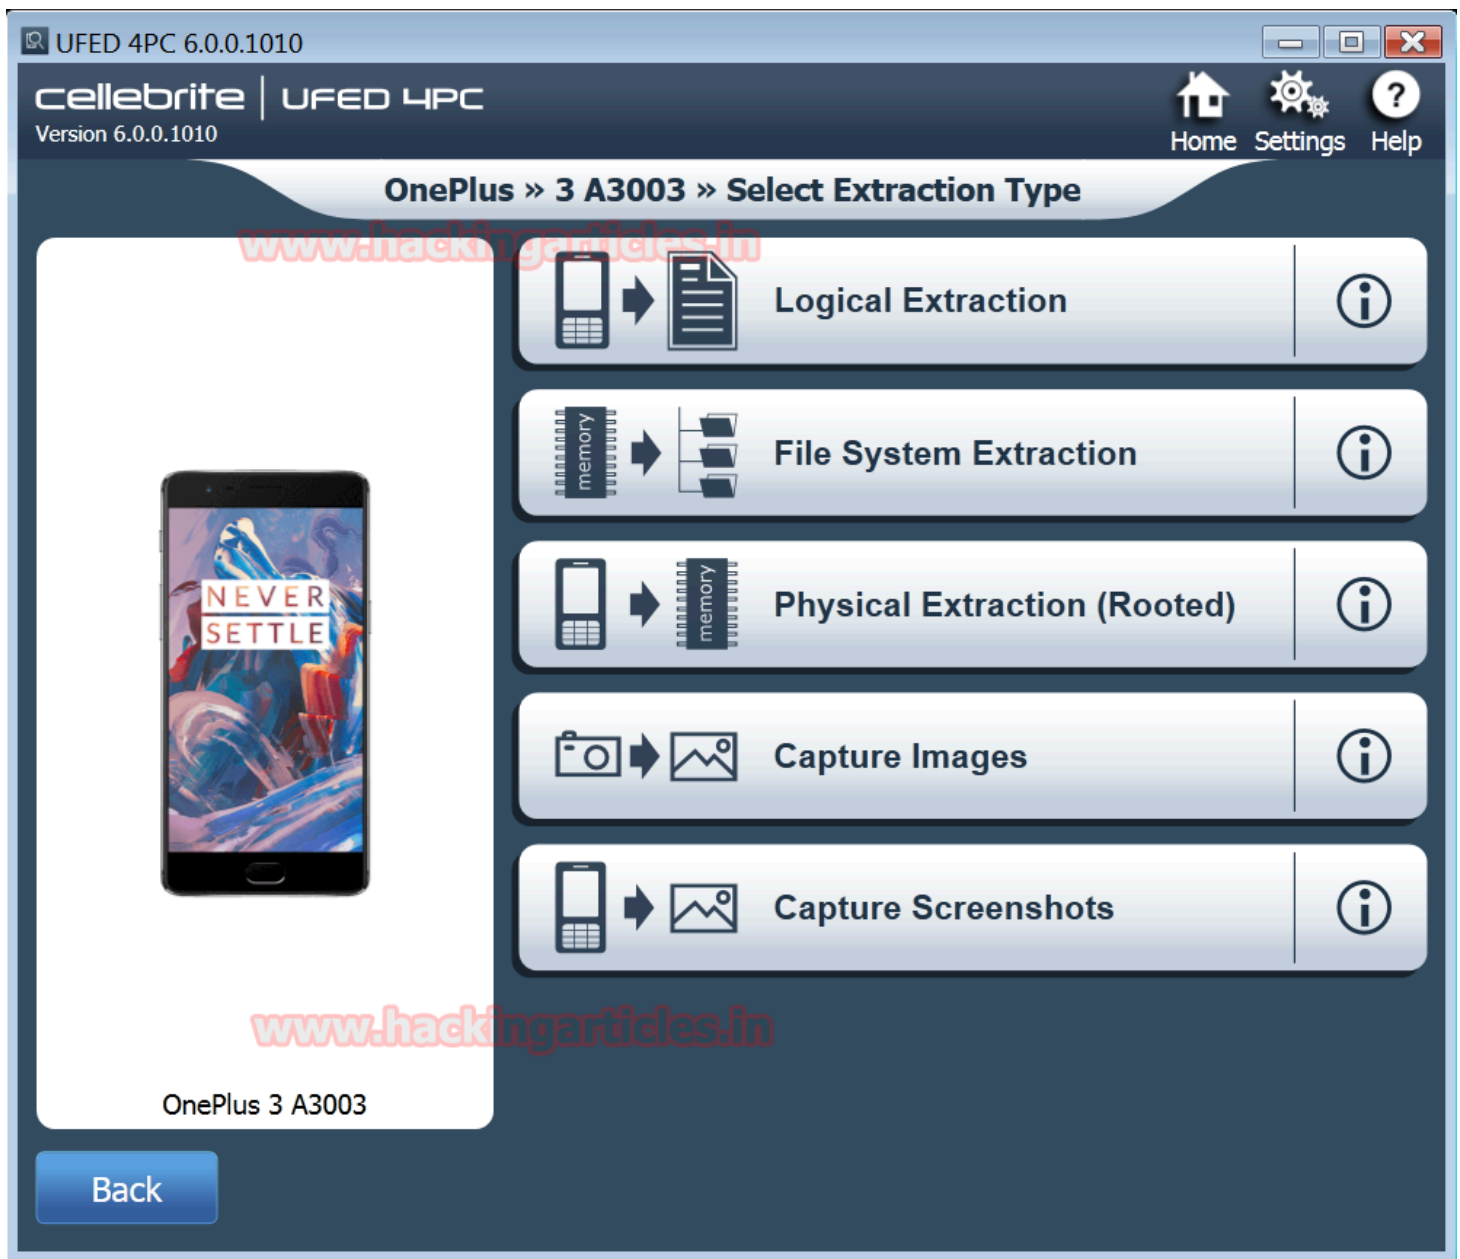 UFED 4PC 6.0.0.1010
cellebrite | UFED 4PC
Version 6.0.0.1010
Home Settings Help
OnePlus » 3 A3003 » Select Extraction Type
www.hackingarticles.in
Logical Extraction
memory
File System Extraction
NEVER
SETTLE
memory
Physical Extraction (Rooted)
Capture Images
Capture Screenshots
www.hackingarticles.in
OnePlus 3 A3003
Back